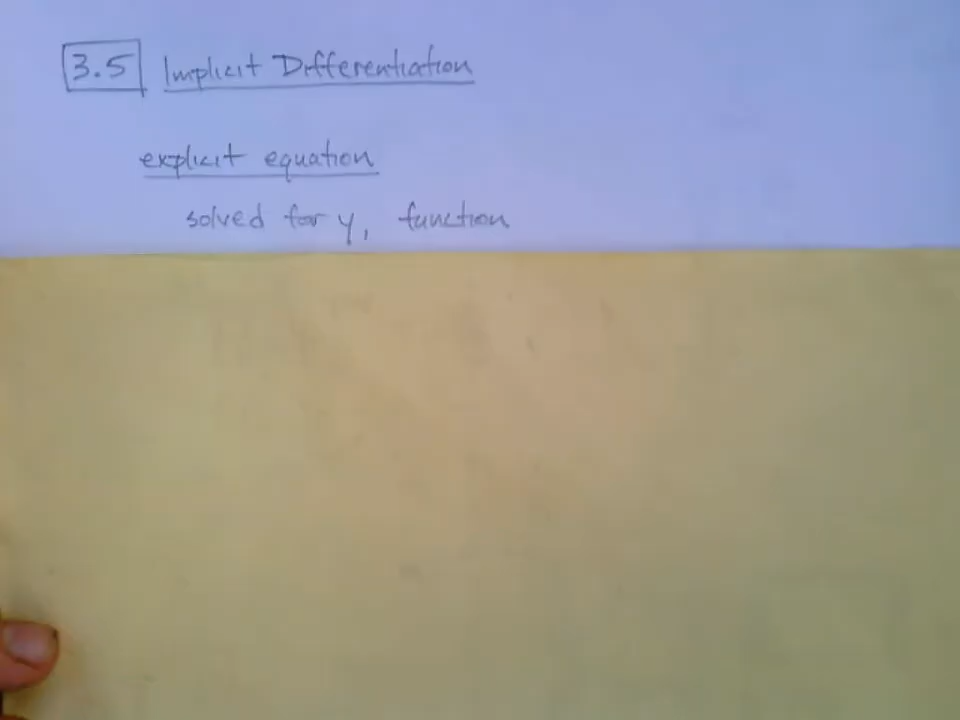 3.5 Implicit Differentiation
explicit equation
solved for y, function